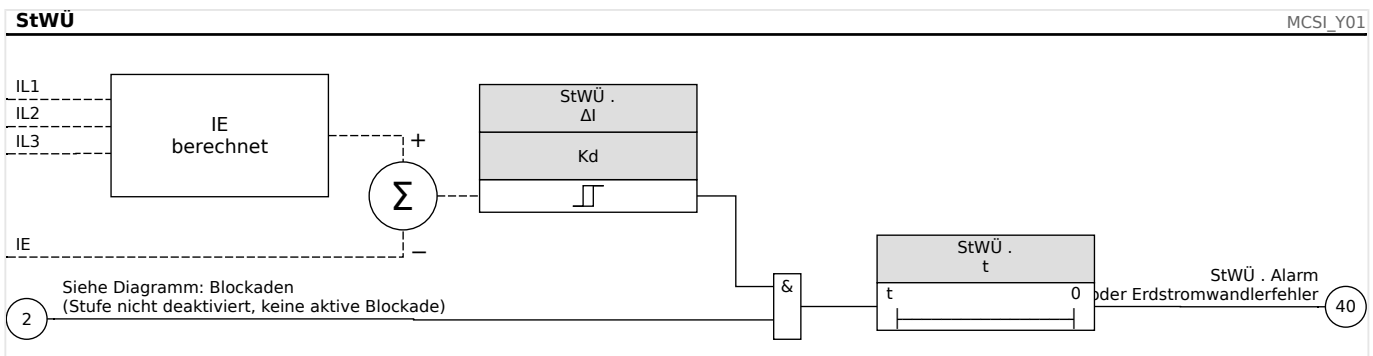 StWÜ
MCSI_Y01
IL1
IL2
IL3
IE
berechnet
+
Σ
−
IE
StWÜ .
ΔI
Kd
StWÜ .
t
t 0
&
Siehe Diagramm: Blockaden
(Stufe nicht deaktiviert, keine aktive Blockade)
2
StWÜ . Alarm
oder Erdstromwandlerfehler
40